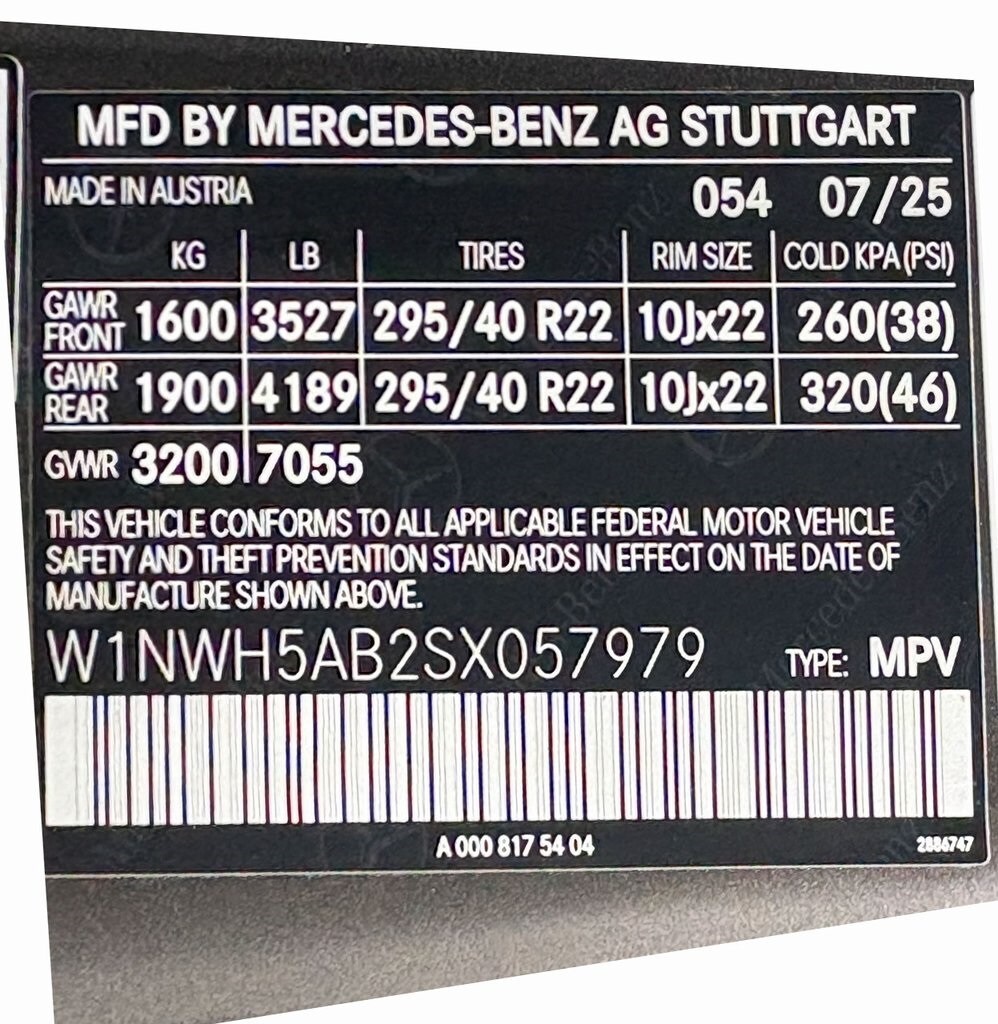 MFD BY MERCEDES-BENZ AG STUTTGART
MADE IN AUSTRIA 054 07/25
KG LB TIRES RIM SIZE COLD KPA (PSI)
GAWR FRONT 1600 3527 295/40 R22 10Jx22 260(38)
GAWR REAR 1900 4189 295/40 R22 10Jx22 320(46)
GVWR 3200 7055
THIS VEHICLE CONFORMS TO ALL APPLICABLE FEDERAL MOTOR VEHICLE
SAFETY AND THEFT PREVENTION STANDARDS IN EFFECT ON THE DATE OF
MANUFACTURE SHOWN ABOVE.
W1NWH5AB2SX057979 TYPE: MPV
A 000 817 54 04 2886747